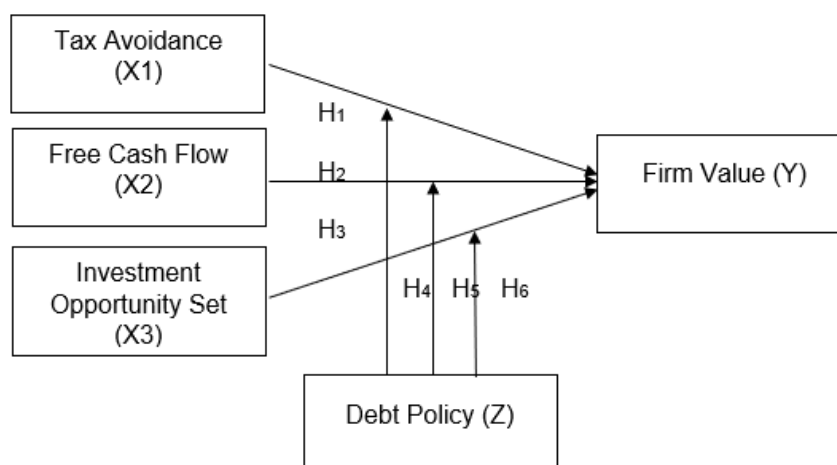 Tax Avoidance
(X1)
H1
Free Cash Flow
(X2)
H2
Firm Value (Y)
H3
Investment
Opportunity Set
(X3)
H4 H5 H6
Debt Policy (Z)